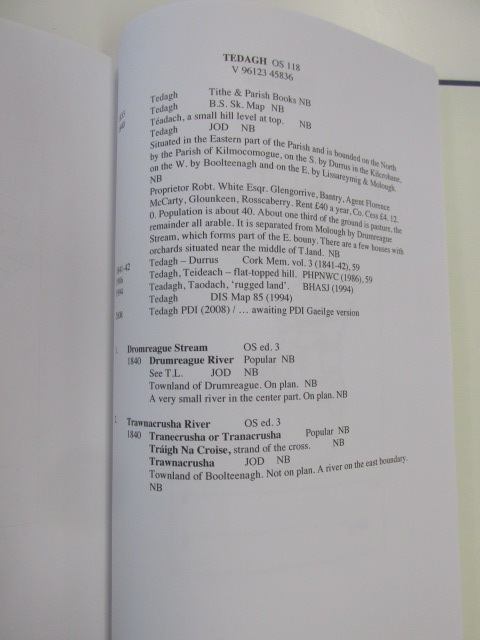 TEDAGH OS 118
V 96123 45836
Tedagh Tithe & Parish Books NB
Tedagh B.S. Sk. Map NB
Téadach, a small hill level at top. NB
Tedagh JOD NB
Situated in the Eastern part of the Parish and is bounded on the North
by the Parish of Kilmocomogue, on the S. by Durrus in the Kilcrohane,
on the W. by Boolteenagh and on the E. by Lissareymig & Molough.
NB
Proprietor Robt. White Esqr. Glengorrive, Bantry, Agent Florence
McCarty, Glounkeen, Rosscaberry. Rent £40 a year, Co. Cess £4. 12.
0. Population is about 40. About one third of the ground is pasture, the
remainder all arable. It is separated from Molough by Drumreague
Stream, which forms part of the E. bouny. There are a few houses with
orchards situated near the middle of T.land. NB
1841-42 Tedagh – Durrus Cork Mem. vol. 3 (1841-42), 59
1986 Tedagh, Teideach – flat-topped hill. PHPNWC (1986), 59
1994 Teadagh, Taodach, 'rugged land'. BHASJ (1994)
Tedagh DIS Map 85 (1994)
2008 Tedagh PDI (2008) / … awaiting PDI Gaeilge version
1. Dromreague Stream OS ed. 3
1840 Drumreague River Popular NB
See T.L. JOD NB
Townland of Drumreague. On plan. NB
A very small river in the center part. On plan. NB
2. Trawnacrusha River OS ed. 3
1840 Tranecrusha or Tranacrusha Popular NB
Tráigh Na Croise, strand of the cross. NB
Trawnacrusha JOD NB
Townland of Boolteenagh. Not on plan. A river on the east boundary.
NB